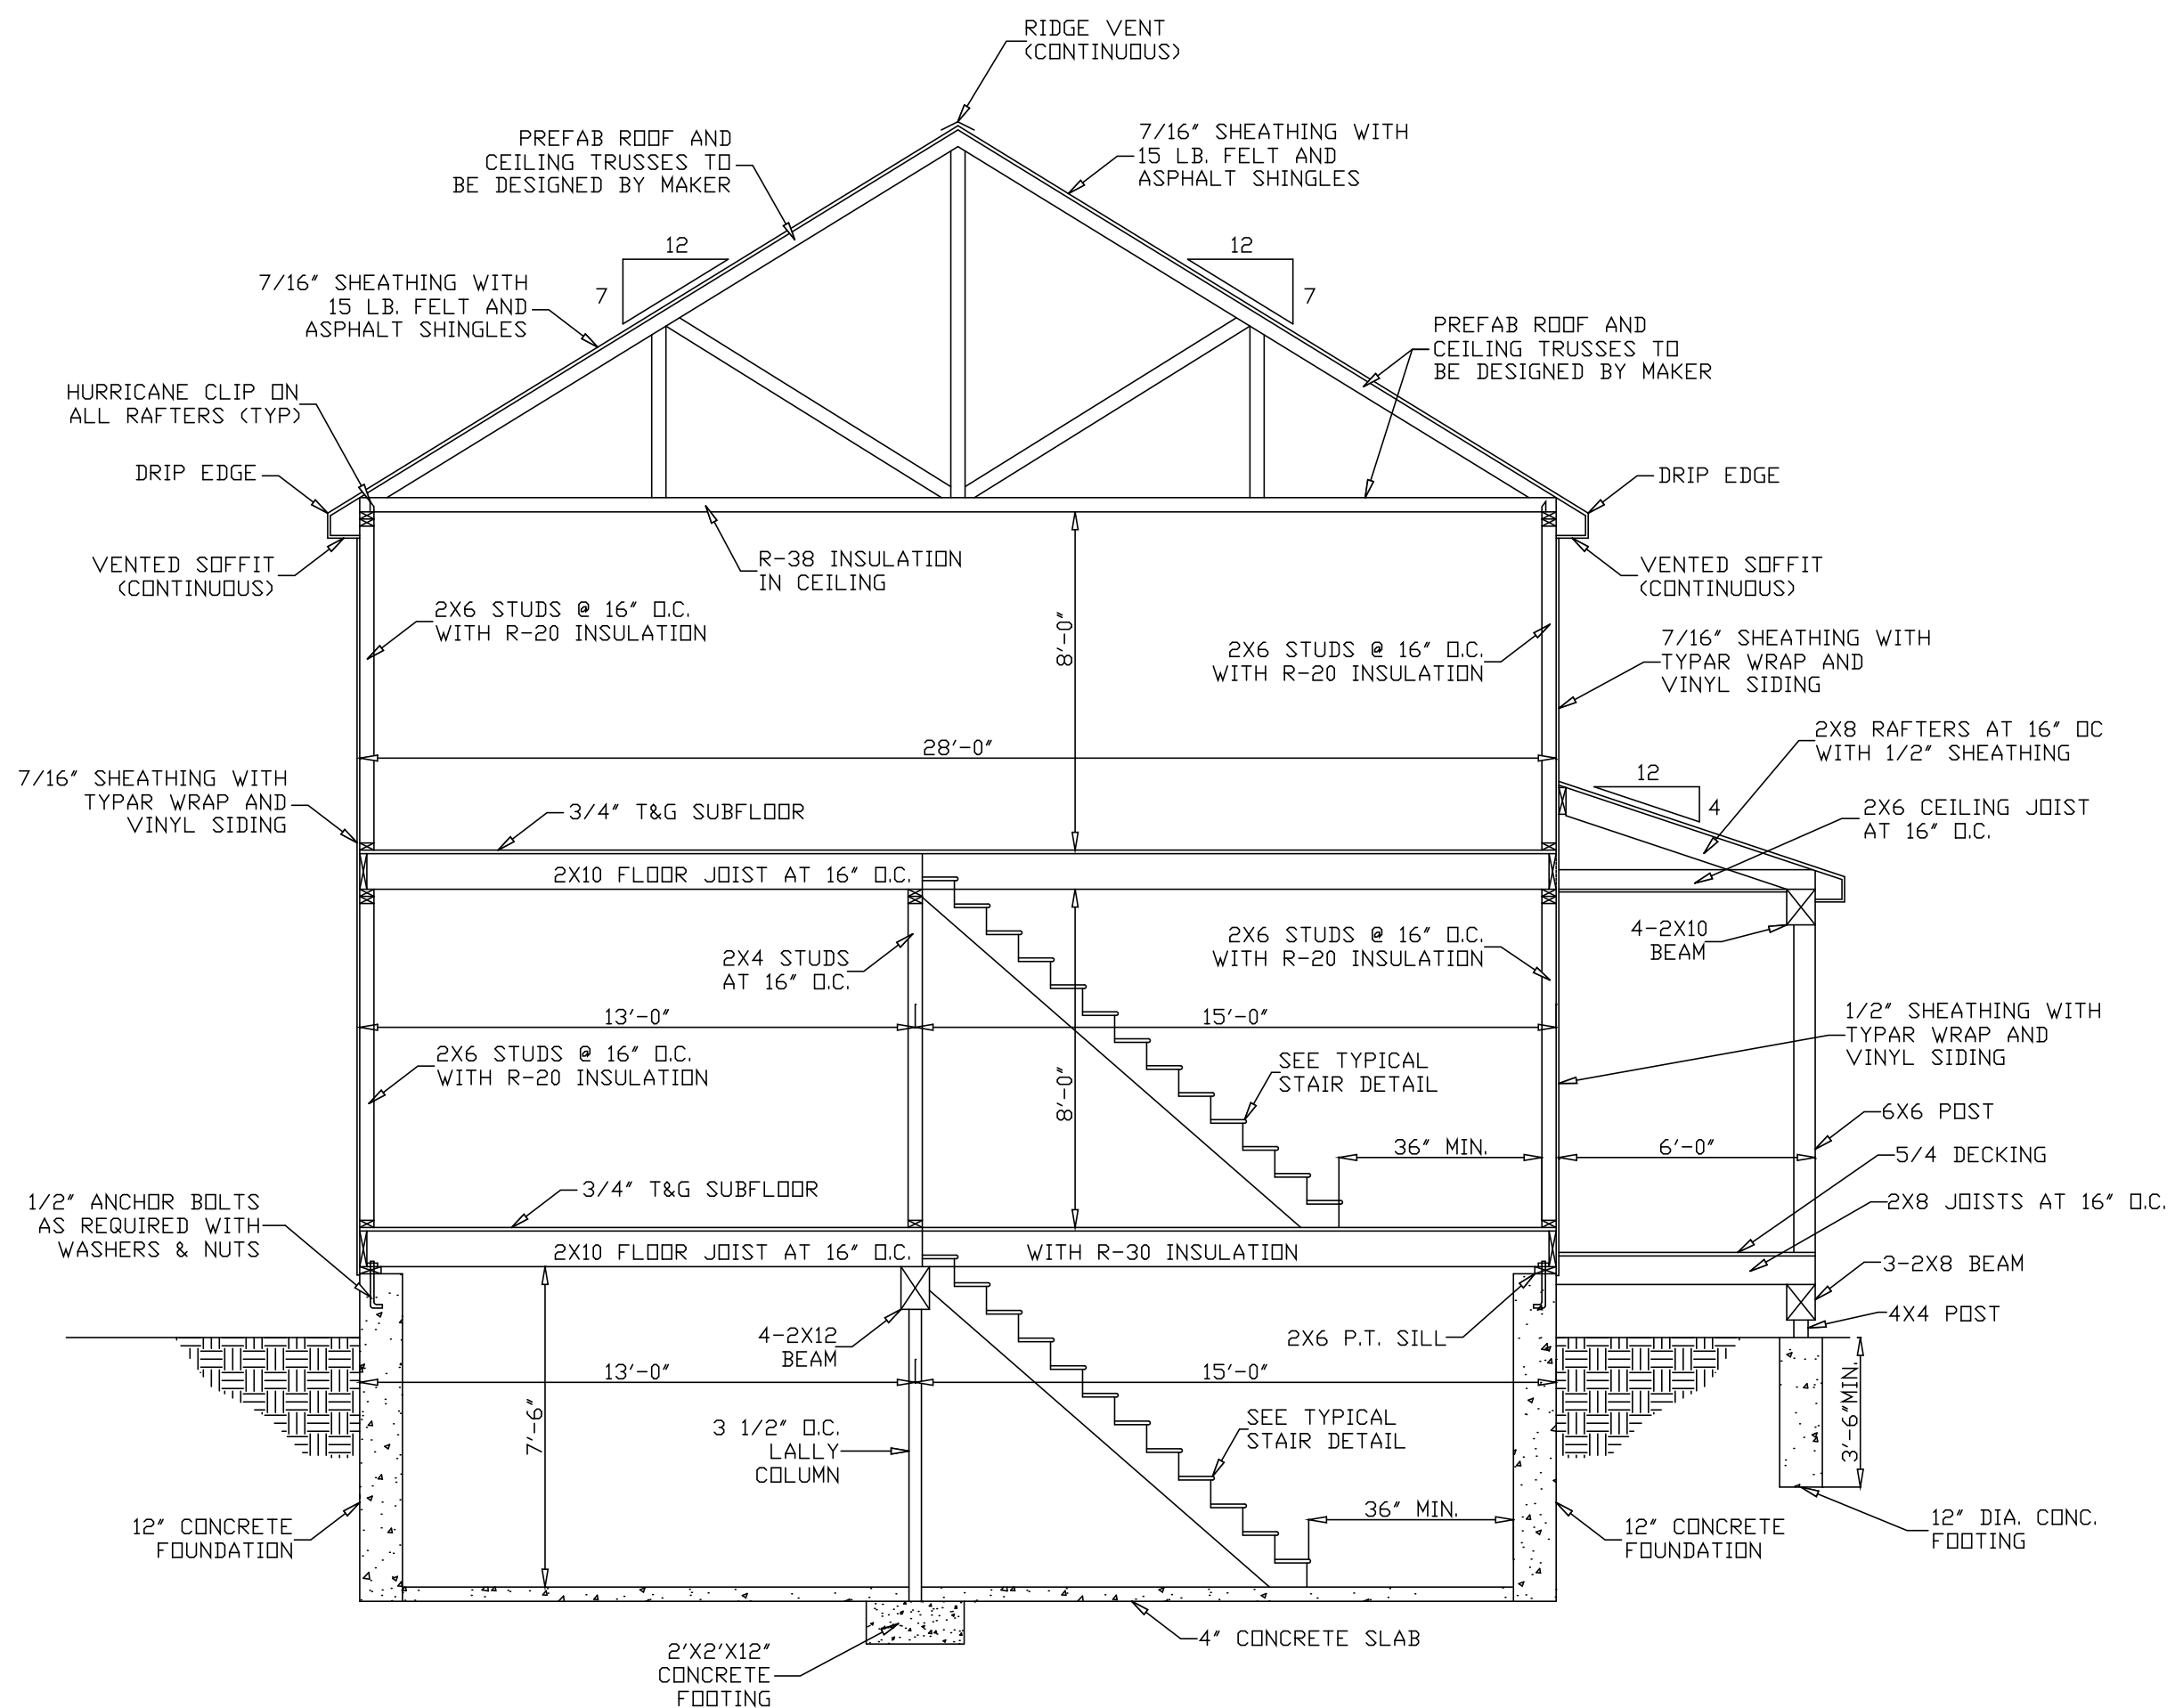 RIDGE VENT
(CONTINUOUS)
PREFAB ROOF AND
CEILING TRUSSES TO
BE DESIGNED BY MAKER
7/16" SHEATHING WITH
15 LB. FELT AND
ASPHALT SHINGLES
12
7
12
7
7/16" SHEATHING WITH
15 LB. FELT AND
ASPHALT SHINGLES
PREFAB ROOF AND
CEILING TRUSSES TO
BE DESIGNED BY MAKER
HURRICANE CLIP ON
ALL RAFTERS (TYP)
DRIP EDGE
DRIP EDGE
VENTED SOFFIT
(CONTINUOUS)
R-38 INSULATION
IN CEILING
VENTED SOFFIT
(CONTINUOUS)
2X6 STUDS @ 16" O.C.
WITH R-20 INSULATION
8'-0"
2X6 STUDS @ 16" O.C.
WITH R-20 INSULATION
7/16" SHEATHING WITH
TYPAR WRAP AND
VINYL SIDING
28'-0"
2X8 RAFTERS AT 16" OC
WITH 1/2" SHEATHING
7/16" SHEATHING WITH
TYPAR WRAP AND
VINYL SIDING
3/4" T&G SUBFLOOR
12
4
2X6 CEILING JOIST
AT 16" O.C.
2X10 FLOOR JOIST AT 16" O.C.
2X4 STUDS
AT 16" O.C.
2X6 STUDS @ 16" O.C.
WITH R-20 INSULATION
4-2X10
BEAM
13'-0"
15'-0"
1/2" SHEATHING WITH
TYPAR WRAP AND
VINYL SIDING
2X6 STUDS @ 16" O.C.
WITH R-20 INSULATION
8'-0"
SEE TYPICAL
STAIR DETAIL
6X6 POST
36" MIN.
6'-0"
5/4 DECKING
3/4" T&G SUBFLOOR
2X8 JOISTS AT 16" O.C.
1/2" ANCHOR BOLTS
AS REQUIRED WITH
WASHERS & NUTS
2X10 FLOOR JOIST AT 16" O.C.
WITH R-30 INSULATION
3-2X8 BEAM
4X4 POST
4-2X12
BEAM
2X6 P.T. SILL
13'-0"
15'-0"
7'-6"
3'-6"MIN.
3 1/2" O.C.
LALLY
COLUMN
SEE TYPICAL
STAIR DETAIL
36" MIN.
12" CONCRETE
FOUNDATION
12" CONCRETE
FOUNDATION
12" DIA. CONC.
FOOTING
4" CONCRETE SLAB
2'X2'X12"
CONCRETE
FOOTING